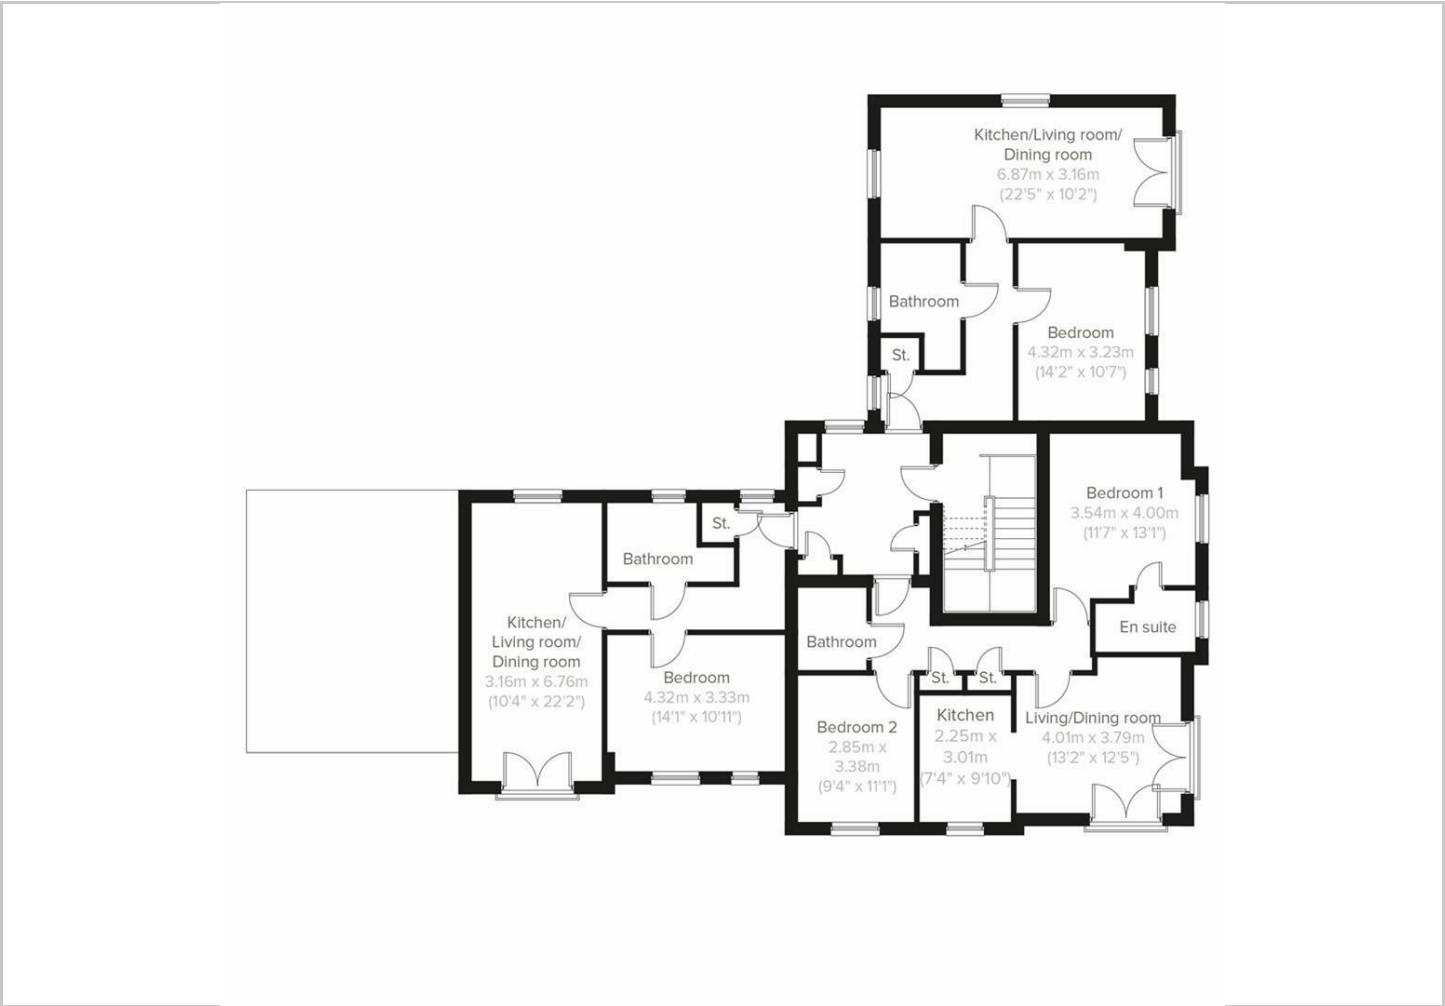 Kitchen/Living room/
Dining room
6.87m x 3.16m
(22'5" x 10'2")
Bathroom
St.
Bedroom
4.32m x 3.23m
(14'2" x 10'7")
Bedroom 1
3.54m x 4.00m
(11'7" x 13'1")
St.
Bathroom
Kitchen/
Living room/
Dining room
3.16m x 6.76m
(10'4" x 22'2")
Bedroom
4.32m x 3.33m
(14'1" x 10'11")
Bathroom
En suite
St.
St.
Bedroom 2
2.85m x
3.38m
(9'4" x 11'1")
Kitchen
2.25m x
3.01m
(7'4" x 9'10")
Living/Dining room
4.01m x 3.79m
(13'2" x 12'5")